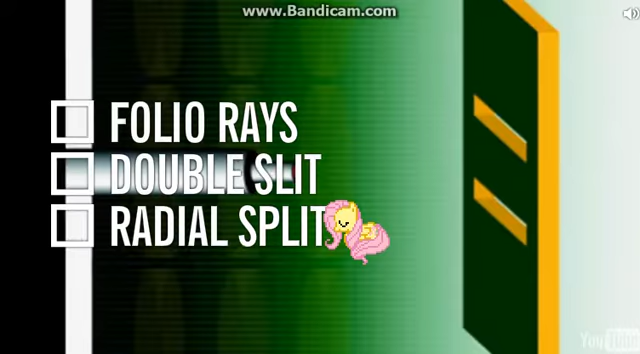 www.Bandicam.com
FOLIO RAYS
DOUBLE SLIT
RADIAL SPLIT
YouTube